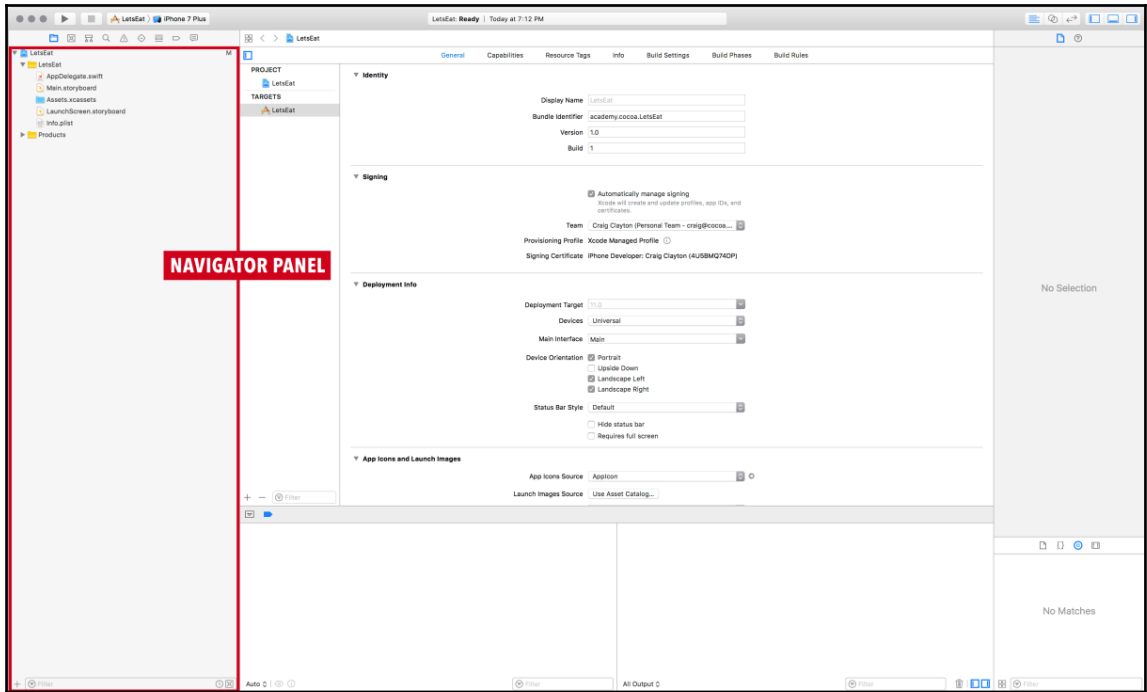 LetsEat iPhone 7 Plus
LetsEat: Ready | Today at 7:12 PM
LetsEat M
LetsEat
AppDelegate.swift
Main.storyboard
Assets.xcassets
LaunchScreen.storyboard
Info.plist
Products
Filter
NAVIGATOR PANEL
LetsEat
General Capabilities Resource Tags Info Build Settings Build Phases Build Rules
PROJECT
LetsEat
TARGETS
LetsEat
Filter
Identity
Display Name LetsEat
Bundle Identifier academy.cocoa.LetsEat
Version 1.0
Build 1
Signing
Automatically manage signing
Xcode will create and update profiles, app IDs, and
certificates.
Team Craig Clayton (Personal Team - craig@cocoa....
Provisioning Profile Xcode Managed Profile
Signing Certificate iPhone Developer: Craig Clayton (4U5BMQ74DP)
Deployment Info
Deployment Target 11.0
Devices Universal
Main Interface Main
Device Orientation Portrait
Upside Down
Landscape Left
Landscape Right
Status Bar Style Default
Hide status bar
Requires full screen
App Icons and Launch Images
App Icons Source AppIcon
Launch Images Source Use Asset Catalog...
Auto
Filter
All Output
Filter
No Selection
No Matches
Filter